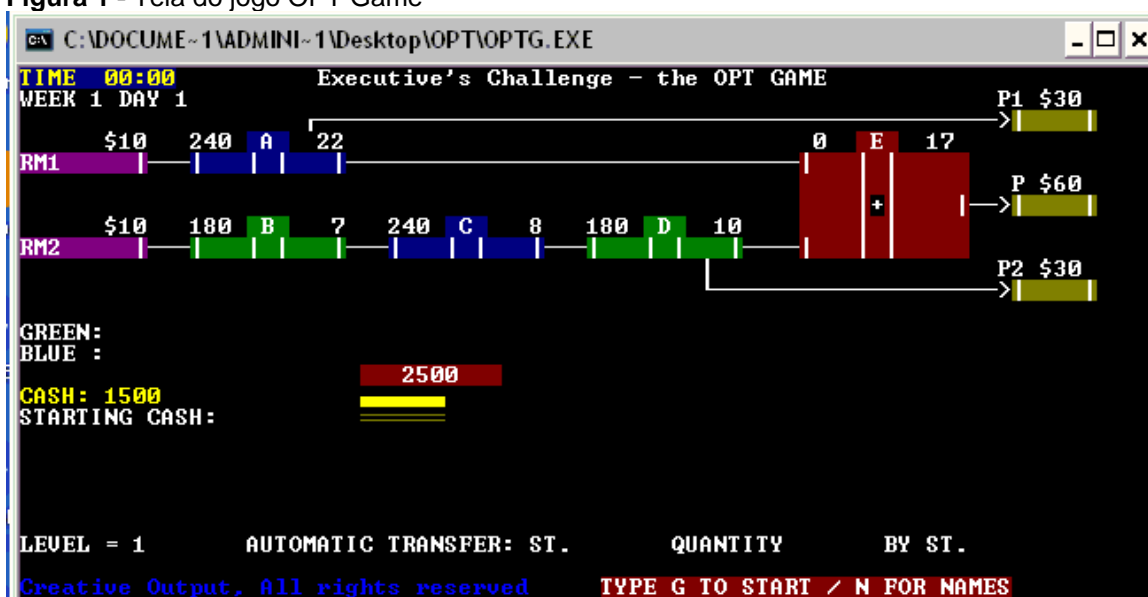 Figura 1 - Tela do jogo OPT Game
C:\DOCUME~1\ADMINI~1\Desktop\OPT\OPTG.EXE
TIME 00:00 Executive's Challenge - the OPT GAME
WEEK 1 DAY 1
P1 $30
$10 240 A 22 0 E 17
RM1
P $60
+
$10 180 B 7 240 C 8 180 D 10
RM2
P2 $30
GREEN:
BLUE :
2500
CASH: 1500
STARTING CASH:
LEVEL = 1 AUTOMATIC TRANSFER: ST. QUANTITY BY ST.
Creative Output, All rights reserved TYPE G TO START / N FOR NAMES